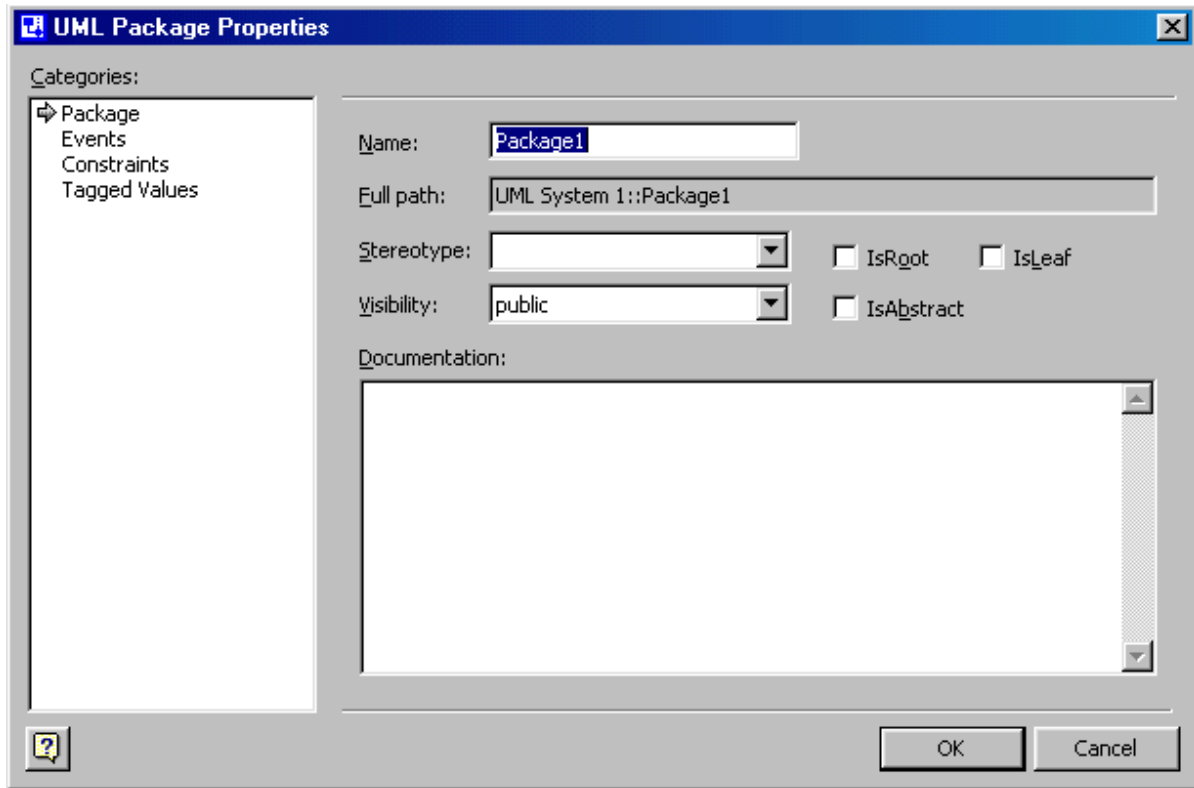 UML Package Properties
Categories:
Package
Events
Constraints
Tagged Values
Name: Package1
Full path: UML System 1::Package1
Stereotype: IsRoot IsLeaf
Visibility: public IsAbstract
Documentation:
OK Cancel